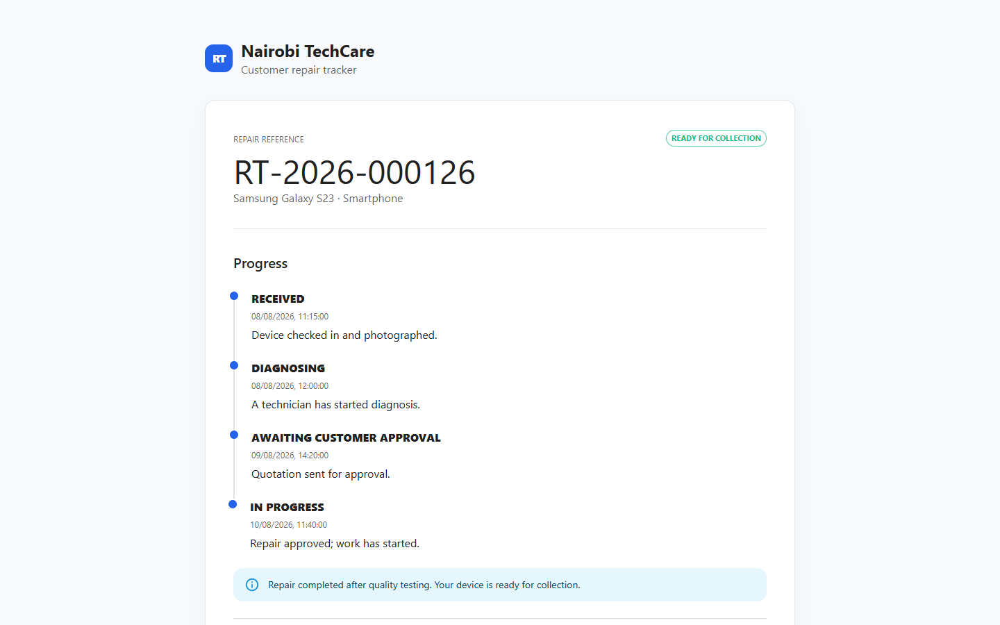 RT
Nairobi TechCare
Customer repair tracker
REPAIR REFERENCE
READY FOR COLLECTION
RT-2026-000126
Samsung Galaxy S23 · Smartphone
Progress
RECEIVED
08/08/2026, 11:15:00
Device checked in and photographed.
DIAGNOSING
08/08/2026, 12:00:00
A technician has started diagnosis.
AWAITING CUSTOMER APPROVAL
09/08/2026, 14:20:00
Quotation sent for approval.
IN PROGRESS
10/08/2026, 11:40:00
Repair approved; work has started.
Repair completed after quality testing. Your device is ready for collection.